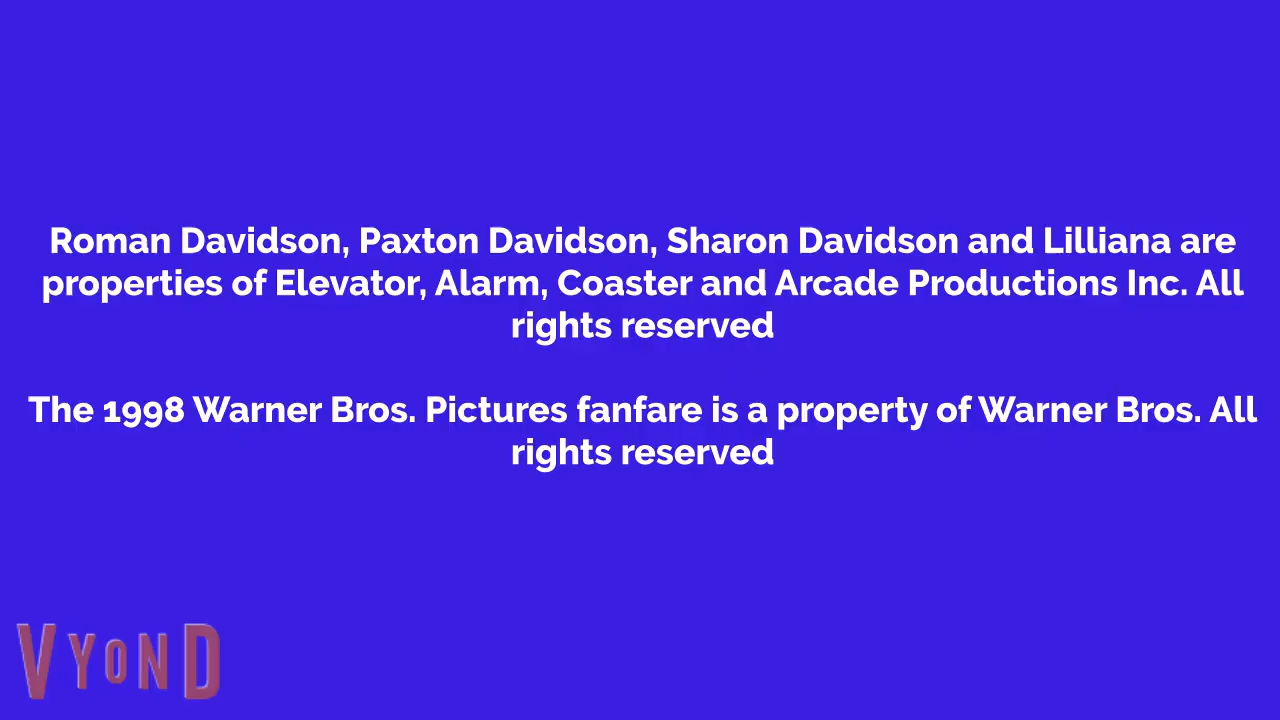 Roman Davidson, Paxton Davidson, Sharon Davidson and Lilliana are
properties of Elevator, Alarm, Coaster and Arcade Productions Inc. All
rights reserved
The 1998 Warner Bros. Pictures fanfare is a property of Warner Bros. All
rights reserved
VYonD